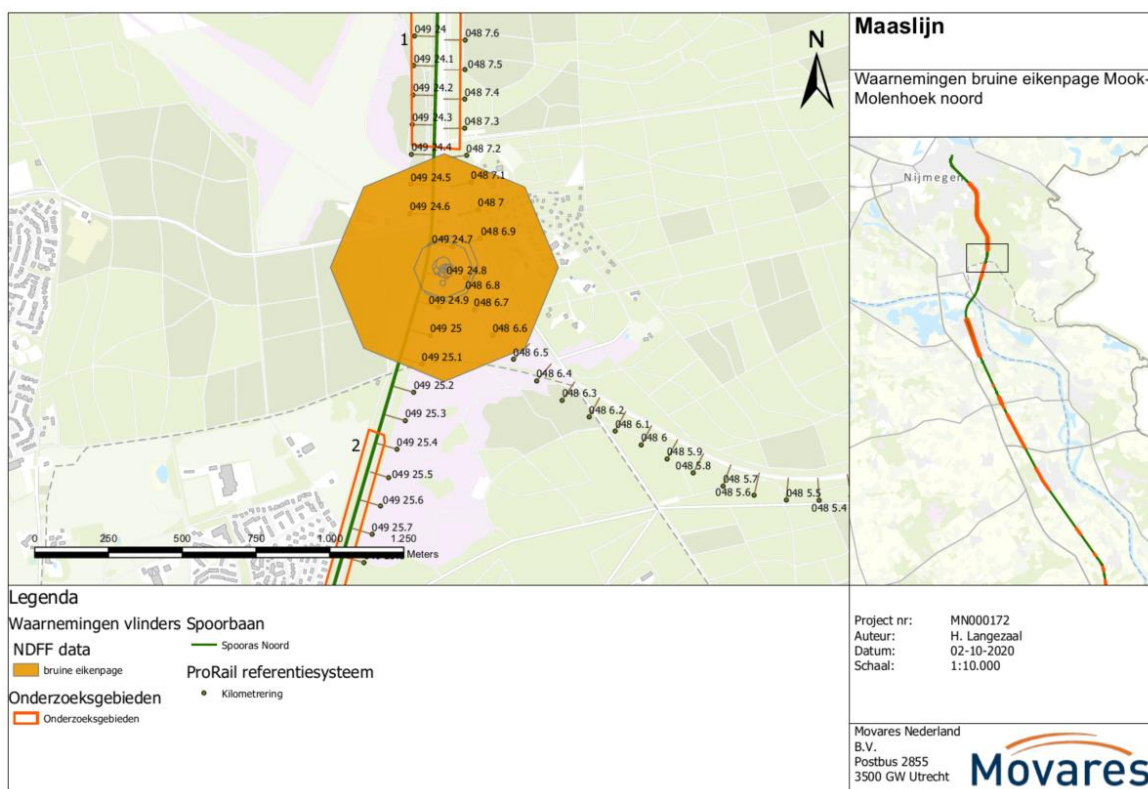 1
049 24
049 24.1
049 24.2
049 24.3
049 24.4
049 24.5
049 24.6
049 24.7
049 24.8
049 24.9
049 25
049 25.1
049 25.2
049 25.3
049 25.4
049 25.5
049 25.6
049 25.7
2
048 7.6
048 7.5
048 7.4
048 7.3
048 7.2
048 7.1
048 7
048 6.9
048 6.8
048 6.7
048 6.6
048 6.5
048 6.4
048 6.3
048 6.2
048 6.1
048 6
048 5.9
048 5.8
048 5.7
048 5.6
048 5.5
048 5.4
N
0 250 500 750 1.000 1.250
Meters
Maaslijn
Waarnemingen bruine eikenpage Mook-
Molenhoek noord
Nijmegen
Legenda
Waarnemingen vlinders
NDFF data
bruine eikenpage
Onderzoeksgebieden
Onderzoeksgebieden
Spoorbaan
Spooras Noord
ProRail referentiesysteem
Kilometrering
Project nr: MN000172
Auteur: H. Langezaal
Datum: 02-10-2020
Schaal: 1:10.000
Movares Nederland
B.V.
Postbus 2855
3500 GW Utrecht
Movares